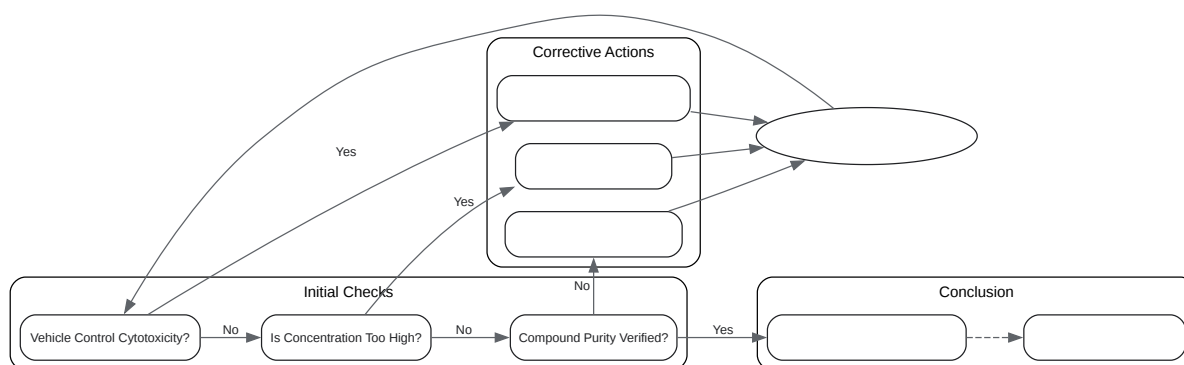 Corrective Actions
Yes
Yes
No
Initial Checks
Conclusion
Vehicle Control Cytotoxicity?
No
Is Concentration Too High?
No
Compound Purity Verified?
Yes